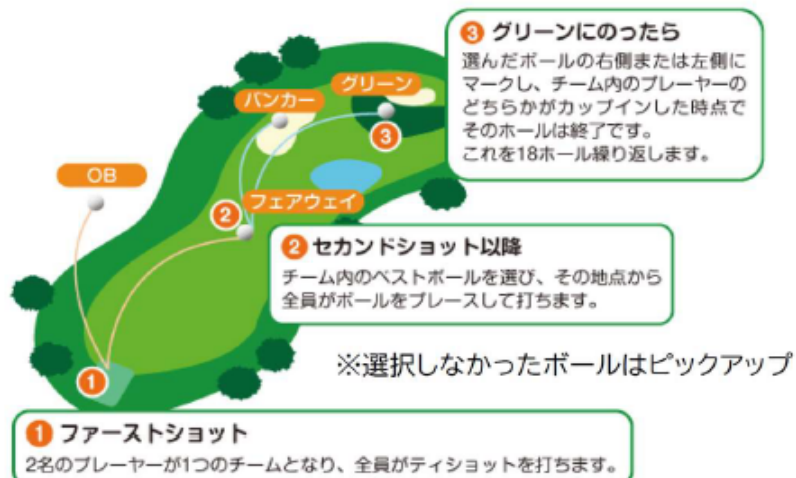 3 グリーンにのったら
選んだボールの右側または左側に
マークし、チーム内のプレーヤーの
どちらかがカップインした時点で
そのホールは終了です。
これを18ホール繰り返します。
グリーン
バンカー
3
OB
フェアウェイ
2
2 セカンドショット以降
チーム内のベストボールを選び、その地点から
全員がボールをプレースして打ちます。
※選択しなかったボールはピックアップ
1
1 ファーストショット
2名のプレーヤーが1つのチームとなり、全員がティショットを打ちます。